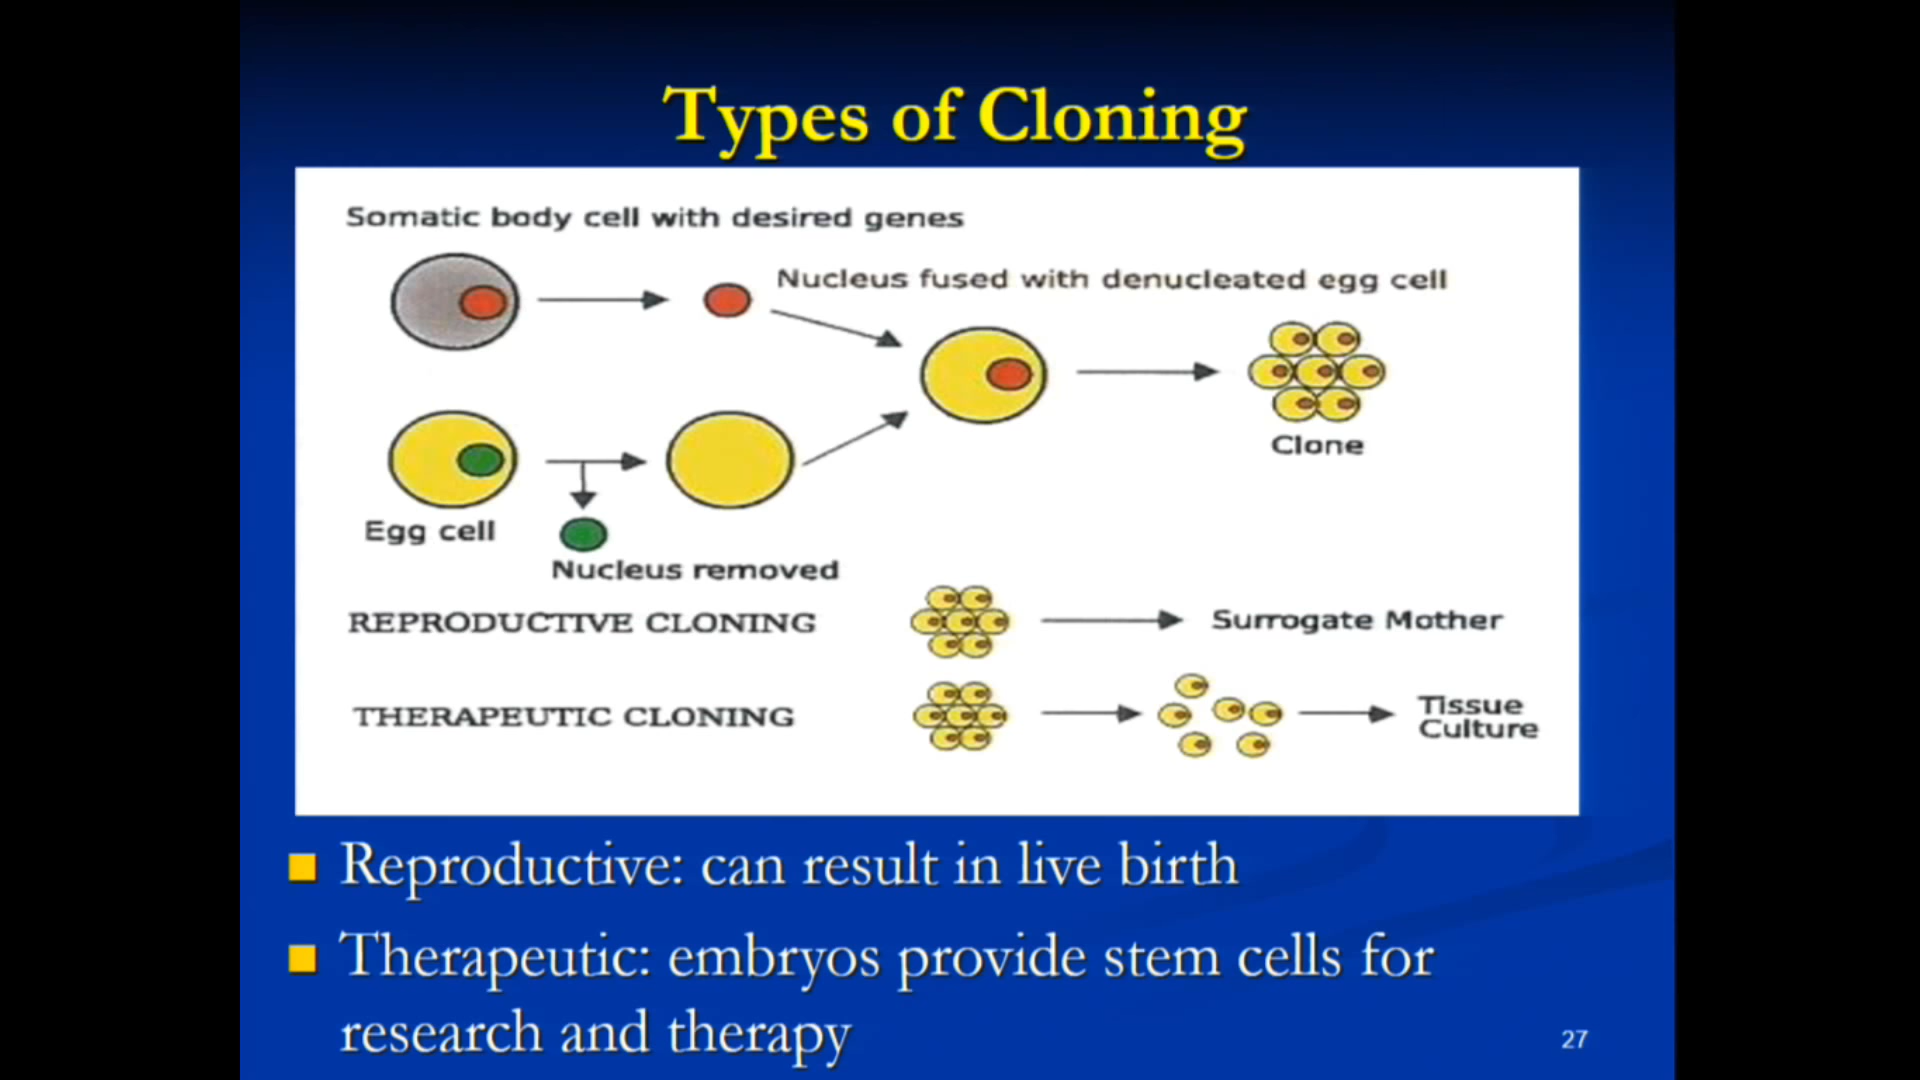 Types of Cloning
Somatic body cell with desired genes
Nucleus fused with denucleated egg cell
Clone
Egg cell
Nucleus removed
REPRODUCTIVE CLONING
Surrogate Mother
THERAPEUTIC CLONING
Tissue
Culture
Reproductive: can result in live birth
Therapeutic: embryos provide stem cells for
research and therapy
27